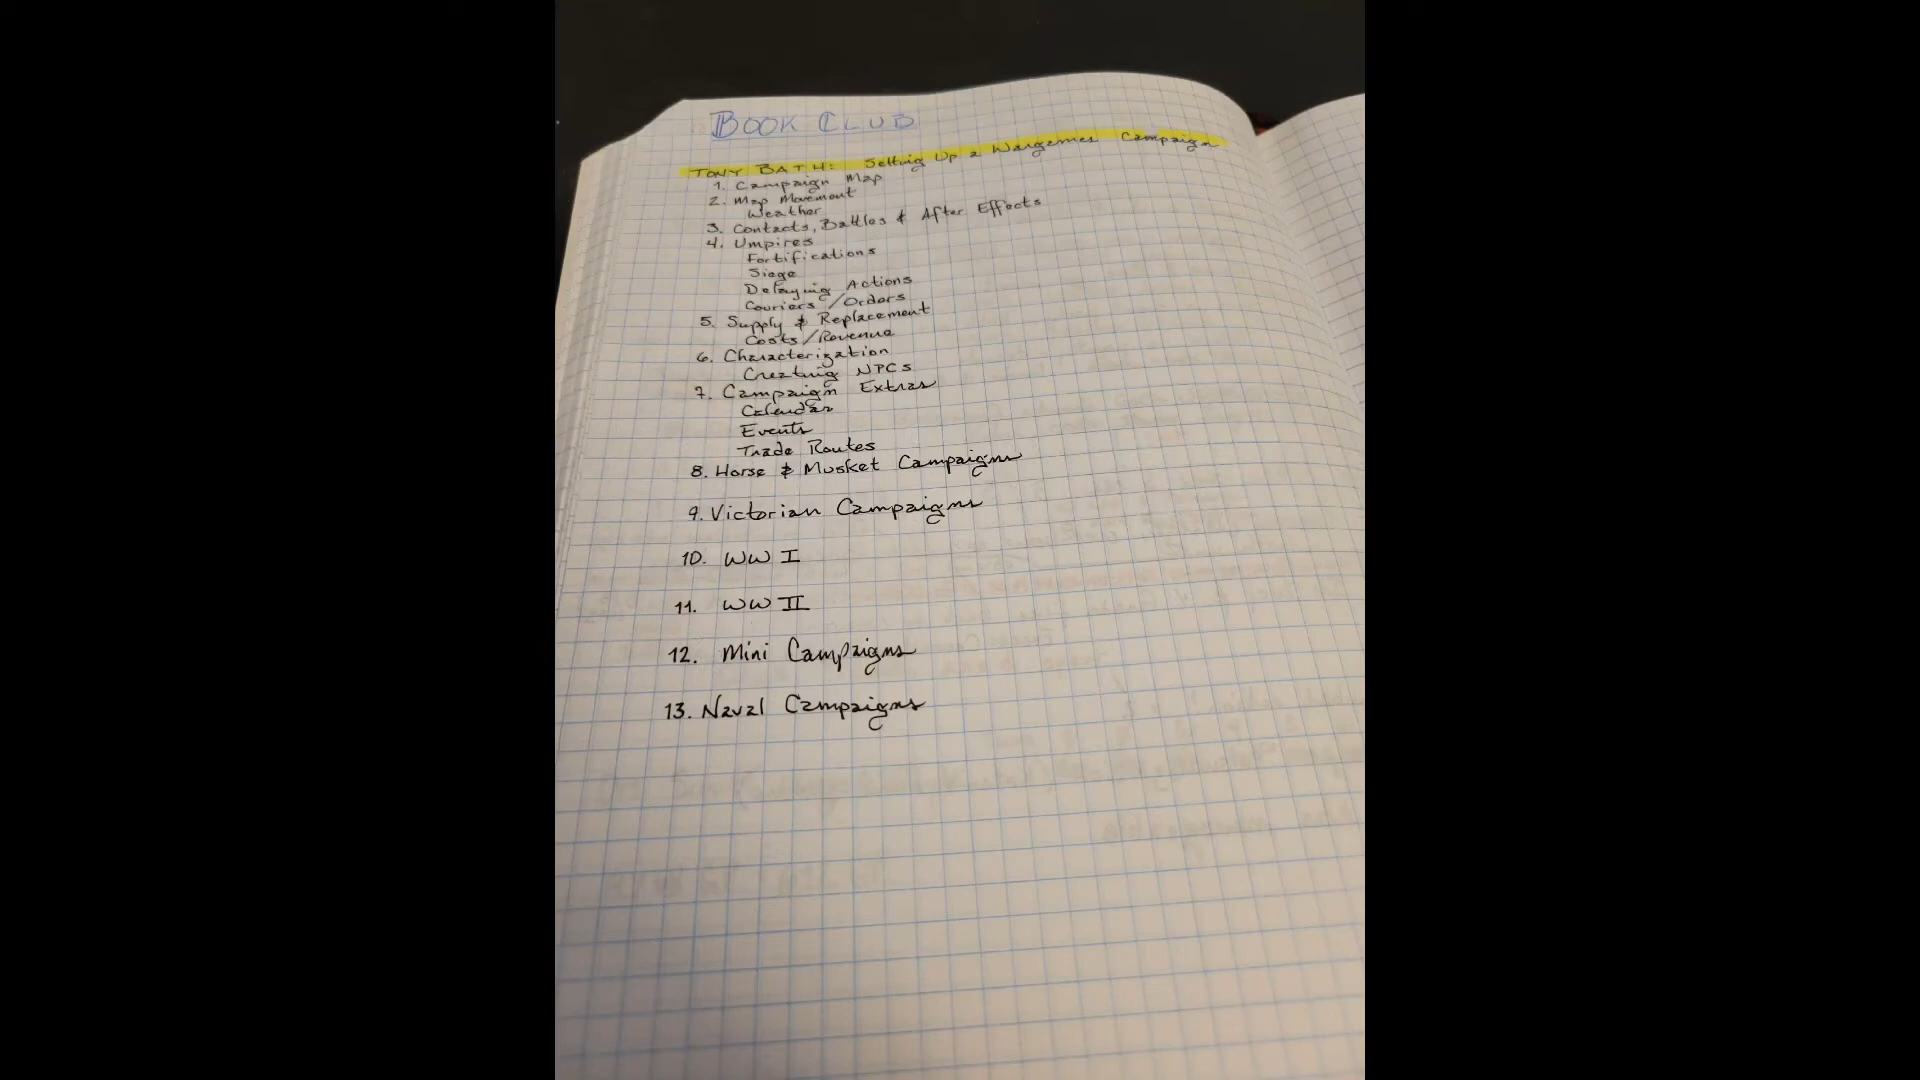 BOOK CLUB
TONY BATH: Setting Up a Wargames Campaign
1. Campaign Map
2. Map Movement
Weather
3. Contacts, Battles & After Effects
4. Umpires
Fortifications
Siege
Delaying Actions
Couriers/Orders
5. Supply & Replacement
Costs/Revenue
6. Characterization
Creating NPCs
7. Campaign Extras
Calendar
Events
Trade Routes
8. Horse & Musket Campaigns
9. Victorian Campaigns
10. WW I
11. WW II
12. Mini Campaigns
13. Naval Campaigns